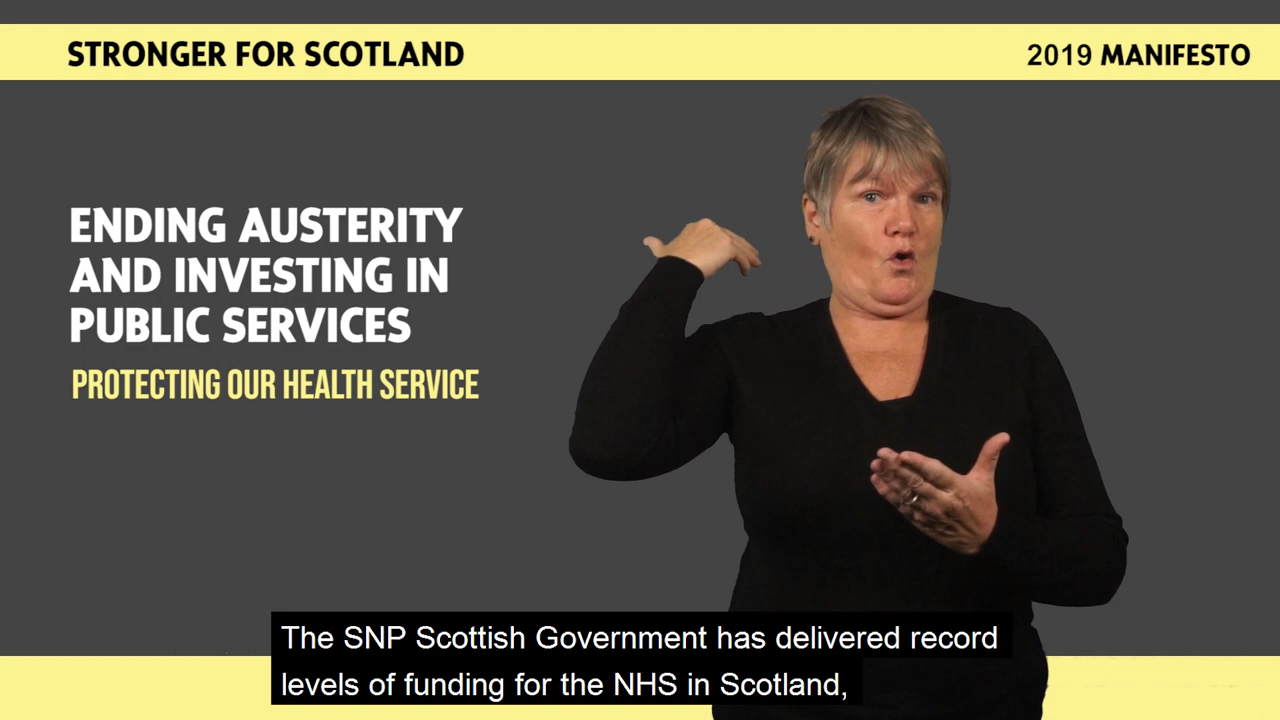 STRONGER FOR SCOTLAND
2019 MANIFESTO
ENDING AUSTERITY
AND INVESTING IN
PUBLIC SERVICES
PROTECTING OUR HEALTH SERVICE
The SNP Scottish Government has delivered record
levels of funding for the NHS in Scotland,